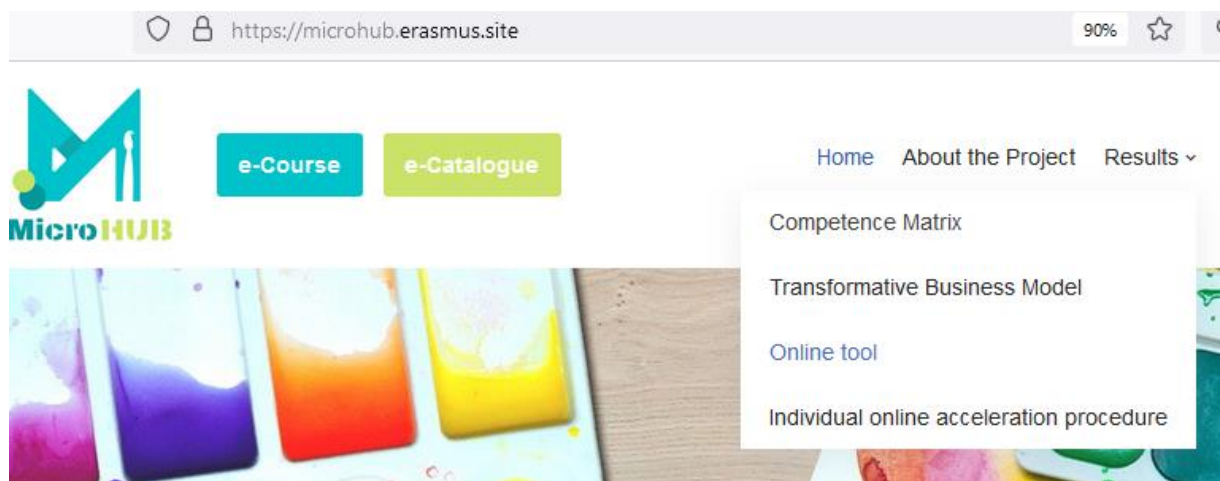 https://microhub.erasmus.site 90%
e-Course e-Catalogue Home About the Project Results
MicroHUB
Competence Matrix
Transformative Business Model
Online tool
Individual online acceleration procedure